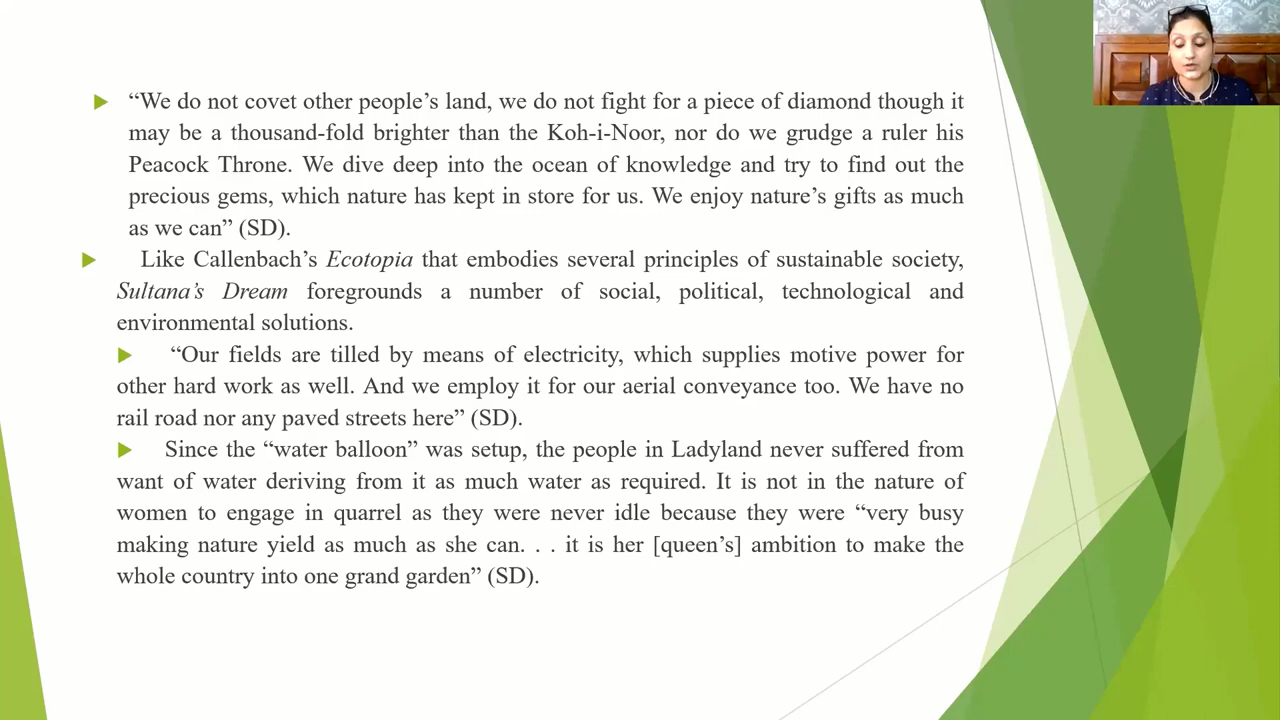 “We do not covet other people’s land, we do not fight for a piece of diamond though it
may be a thousand-fold brighter than the Koh-i-Noor, nor do we grudge a ruler his
Peacock Throne. We dive deep into the ocean of knowledge and try to find out the
precious gems, which nature has kept in store for us. We enjoy nature’s gifts as much
as we can” (SD).
Like Callenbach’s Ecotopia that embodies several principles of sustainable society,
Sultana’s Dream foregrounds a number of social, political, technological and
environmental solutions.
“Our fields are tilled by means of electricity, which supplies motive power for
other hard work as well. And we employ it for our aerial conveyance too. We have no
rail road nor any paved streets here” (SD).
Since the “water balloon” was setup, the people in Ladyland never suffered from
want of water deriving from it as much water as required. It is not in the nature of
women to engage in quarrel as they were never idle because they were “very busy
making nature yield as much as she can. . . it is her [queen’s] ambition to make the
whole country into one grand garden” (SD).